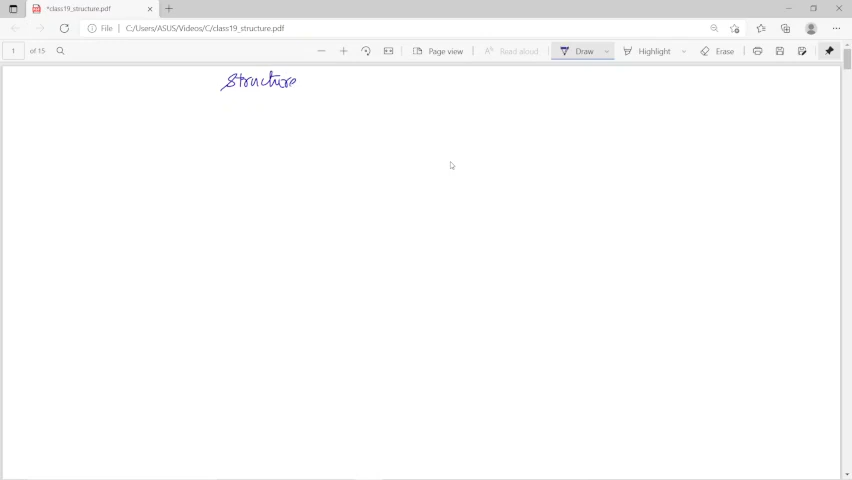 *class19_structure.pdf
File C:/Users/ASUS/Videos/C/class19_structure.pdf
1 of 15 Page view Read aloud Draw Highlight Erase
Structure